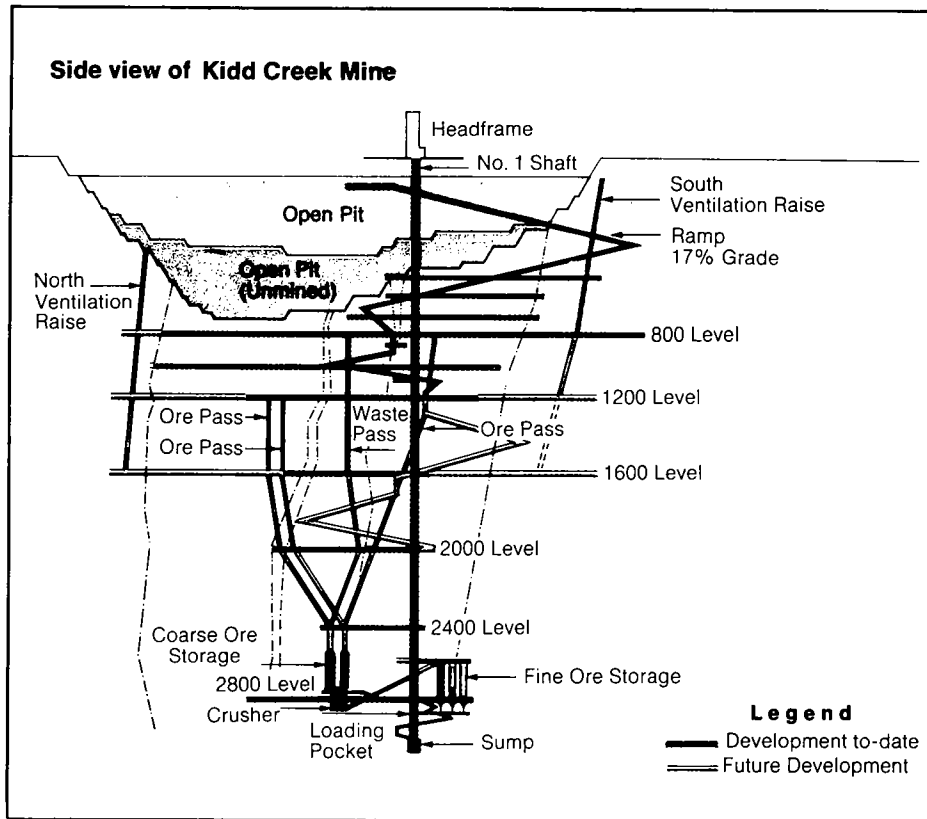 Side view of Kidd Creek Mine
Headframe
No. 1 Shaft
South
Ventilation Raise
Open Pit
Ramp
17% Grade
Open Pit
(Unmined)
North
Ventilation
Raise
800 Level
1200 Level
Ore Pass
Waste
Pass
Ore Pass
Ore Pass
1600 Level
2000 Level
2400 Level
Coarse Ore
Storage
2800 Level
Fine Ore Storage
Crusher
Loading
Pocket
Sump
Legend
Development to-date
Future Development